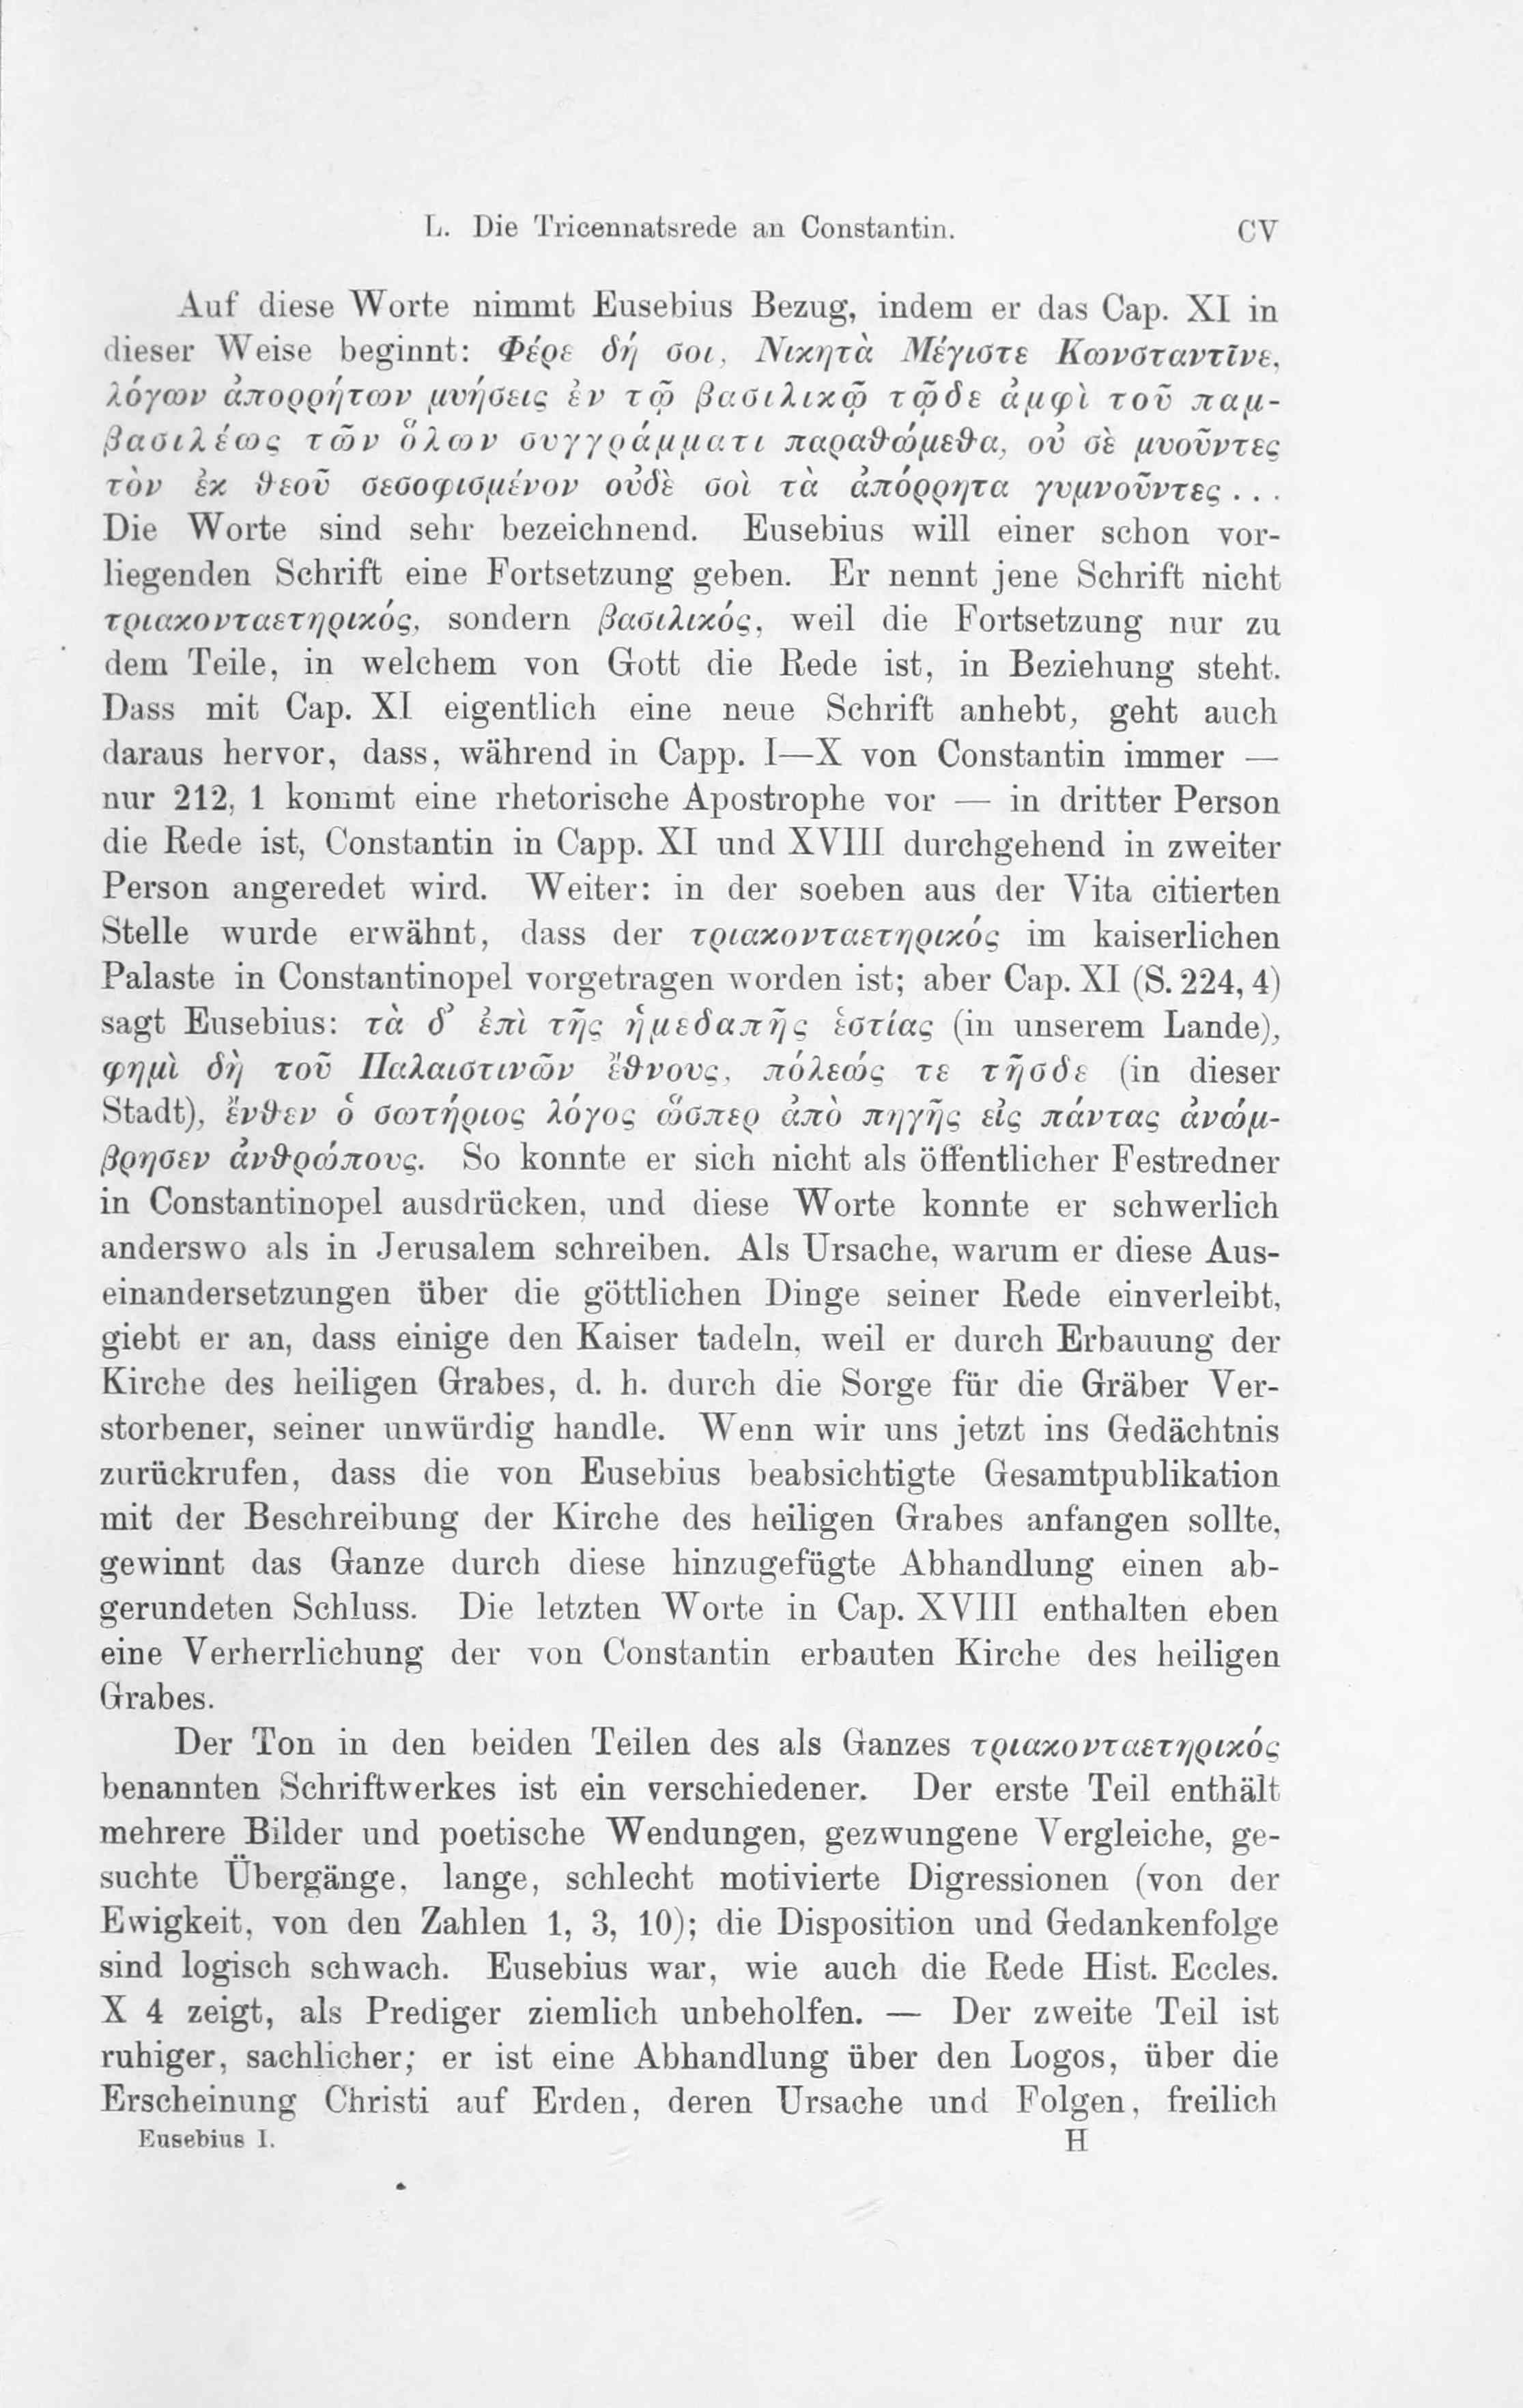 L. Die Tricennatsrede an Constantin. CV
Auf diese Worte nimmt Eusebius Bezug, indem er das Cap. XI in
dieser Weise beginnt: Φέρε δή σοι, Νικητὰ Μέγιστε Κωνσταντῖνε,
λόγων ἀπορρήτων μυήσεις ἐν τῷ βασιλικῷ τῷδε ἀμφὶ τοῦ παμ-
βασιλέως τῶν ὅλων συγγράμματι παραθώμεθα, οὐ σὲ μυοῦντες
τὸν ἐκ θεοῦ σεσοφισμένον οὐδὲ σοὶ τὰ ἀπόρρητα γυμνοῦντες ...
Die Worte sind sehr bezeichnend. Eusebius will einer schon vor-
liegenden Schrift eine Fortsetzung geben. Er nennt jene Schrift nicht
τριακονταετηρικός, sondern βασιλικός, weil die Fortsetzung nur zu
dem Teile, in welchem von Gott die Rede ist, in Beziehung steht.
Dass mit Cap. XI eigentlich eine neue Schrift anhebt, geht auch
daraus hervor, dass, während in Capp. I—X von Constantin immer —
nur 212, 1 kommt eine rhetorische Apostrophe vor — in dritter Person
die Rede ist, Constantin in Capp. XI und XVIII durchgehend in zweiter
Person angeredet wird. Weiter: in der soeben aus der Vita citierten
Stelle wurde erwähnt, dass der τριακονταετηρικός im kaiserlichen
Palaste in Constantinopel vorgetragen worden ist; aber Cap. XI (S. 224, 4)
sagt Eusebius: τὰ δ' ἐπὶ τῆς ἡμεδαπῆς ἑστίας (in unserem Lande),
φημὶ δὴ τοῦ Παλαιστινῶν ἔθνους, πόλεώς τε τῆσδε (in dieser
Stadt), ἔνθεν ὁ σωτήριος λόγος ὥσπερ ἀπὸ πηγῆς εἰς πάντας ἀνώμ-
βρησεν ἀνθρώπους. So konnte er sich nicht als öffentlicher Festredner
in Constantinopel ausdrücken, und diese Worte konnte er schwerlich
anderswo als in Jerusalem schreiben. Als Ursache, warum er diese Aus-
einandersetzungen über die göttlichen Dinge seiner Rede einverleibt,
giebt er an, dass einige den Kaiser tadeln, weil er durch Erbauung der
Kirche des heiligen Grabes, d. h. durch die Sorge für die Gräber Ver-
storbener, seiner unwürdig handle. Wenn wir uns jetzt ins Gedächtnis
zurückrufen, dass die von Eusebius beabsichtigte Gesamtpublikation
mit der Beschreibung der Kirche des heiligen Grabes anfangen sollte,
gewinnt das Ganze durch diese hinzugefügte Abhandlung einen ab-
gerundeten Schluss. Die letzten Worte in Cap. XVIII enthalten eben
eine Verherrlichung der von Constantin erbauten Kirche des heiligen
Grabes.
Der Ton in den beiden Teilen des als Ganzes τριακονταετηρικός
benannten Schriftwerkes ist ein verschiedener. Der erste Teil enthält
mehrere Bilder und poetische Wendungen, gezwungene Vergleiche, ge-
suchte Übergänge, lange, schlecht motivierte Digressionen (von der
Ewigkeit, von den Zahlen 1, 3, 10); die Disposition und Gedankenfolge
sind logisch schwach. Eusebius war, wie auch die Rede Hist. Eccles.
X 4 zeigt, als Prediger ziemlich unbeholfen. — Der zweite Teil ist
ruhiger, sachlicher; er ist eine Abhandlung über den Logos, über die
Erscheinung Christi auf Erden, deren Ursache und Folgen, freilich
Eusebius I. H